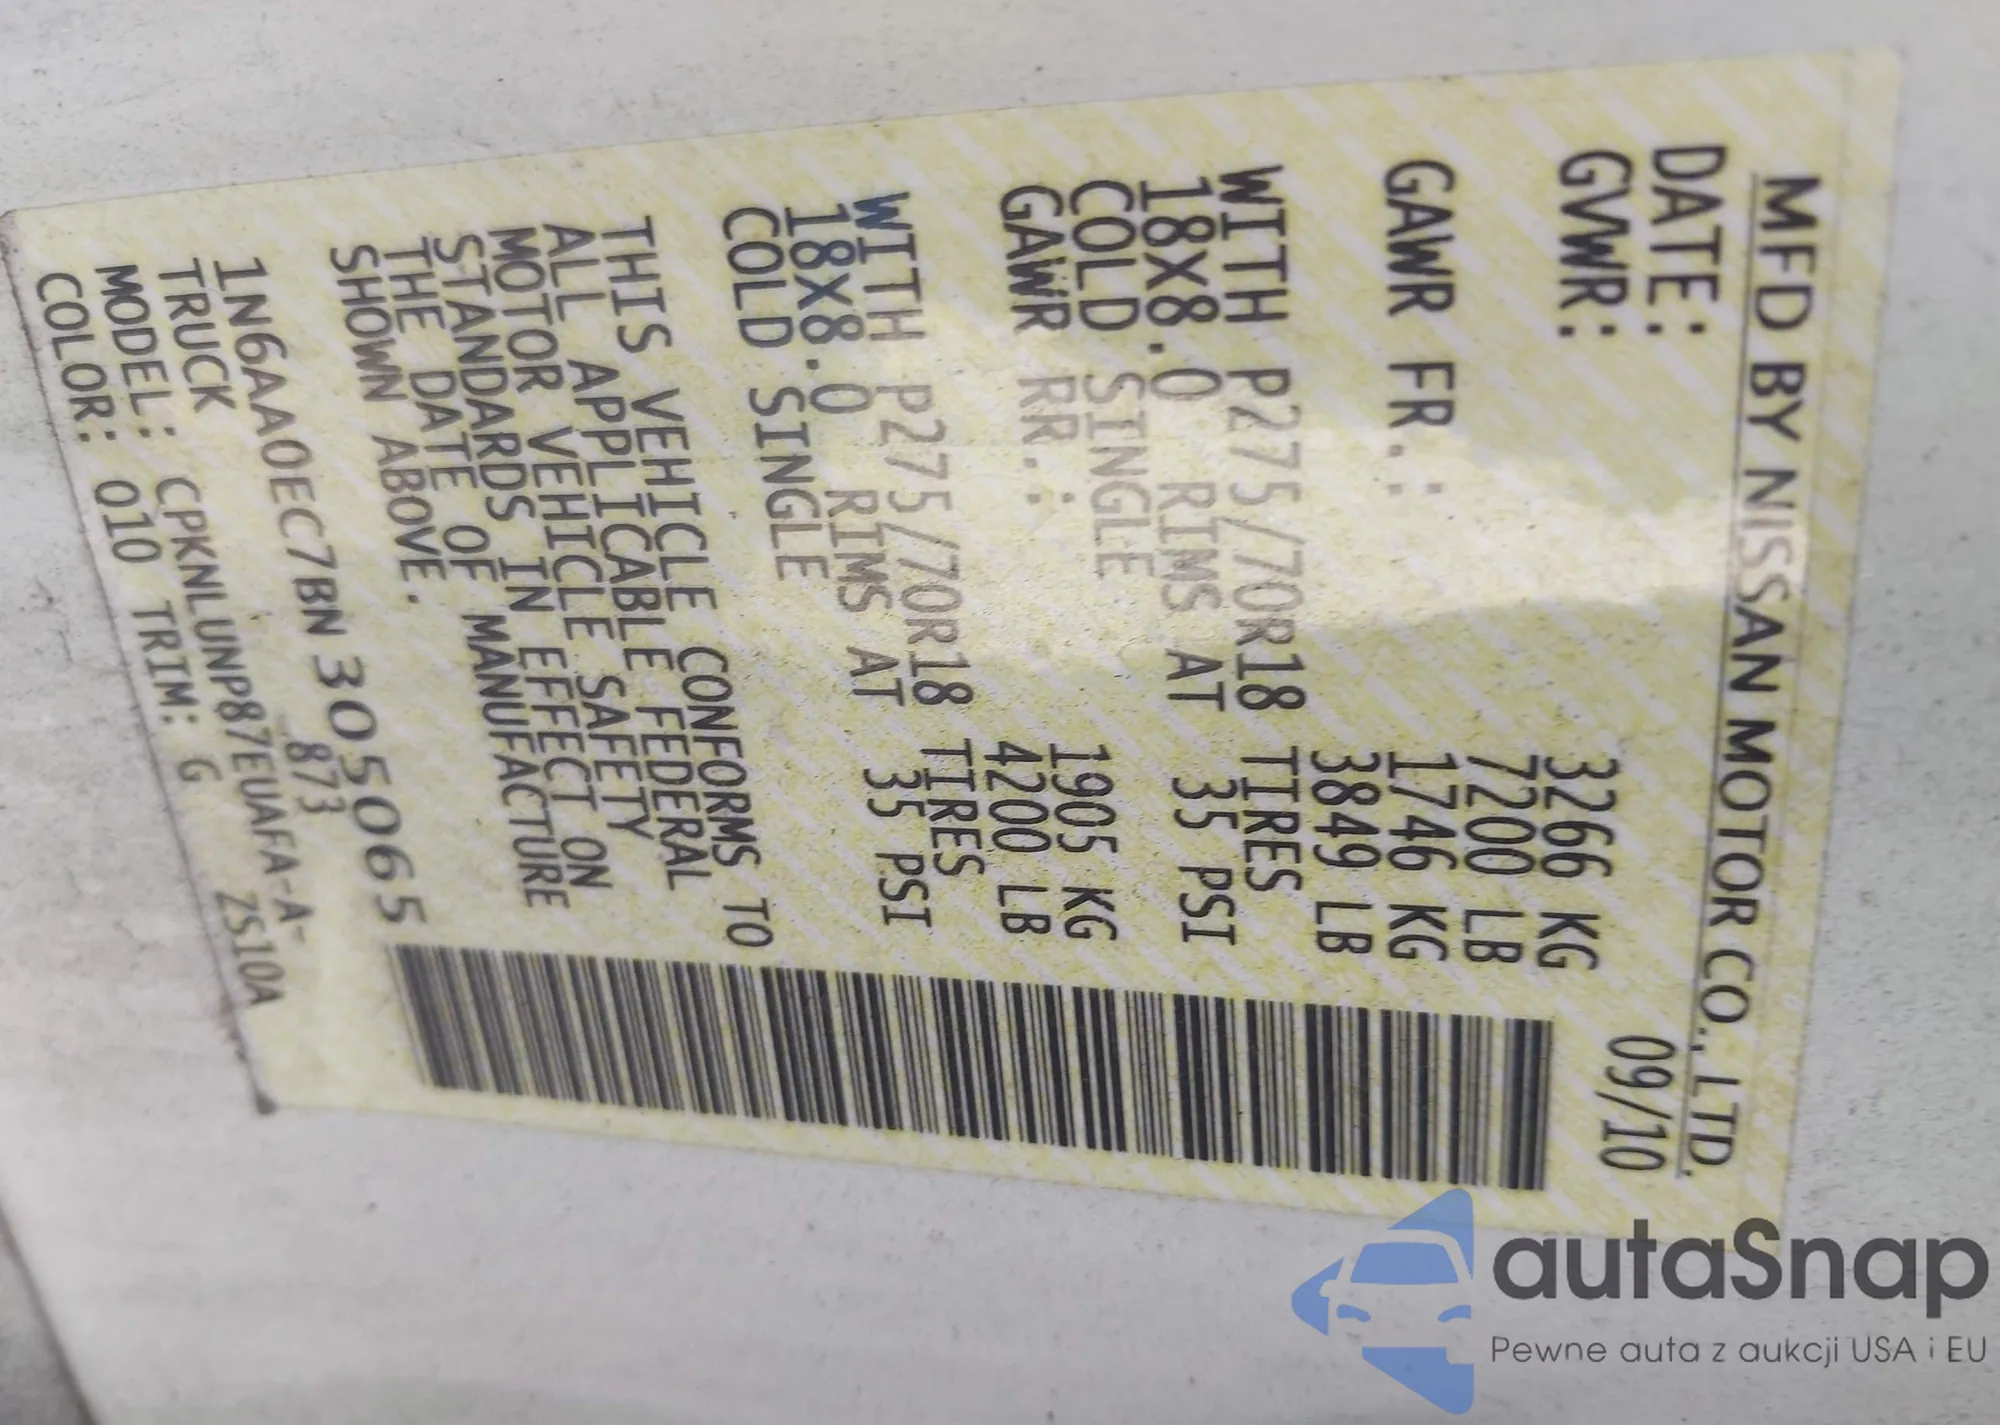 MFD BY NISSAN MOTOR CO., LTD.
DATE: 09/10
GVWR: 3266 KG
7200 LB
GAWR FR.: 1746 KG
3849 LB
WITH P275/70R18 TIRES
18X8.0 RIMS AT 35 PSI
COLD SINGLE
GAWR RR.: 1905 KG
4200 LB
WITH P275/70R18 TIRES
18X8.0 RIMS AT 35 PSI
COLD SINGLE
THIS VEHICLE CONFORMS TO
ALL APPLICABLE FEDERAL
MOTOR VEHICLE SAFETY
STANDARDS IN EFFECT ON
THE DATE OF MANUFACTURE
SHOWN ABOVE.
1N6AA0EC7BN 305065
TRUCK 873
MODEL: CPKNLUNP87EUAFA-A-
COLOR: 010 TRIM: G ZS10A
autaSnap
Pewne auta z aukcji USA i EU